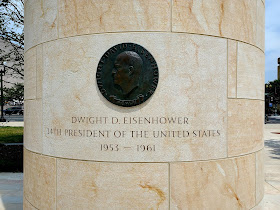 DWIGHT D. EISENHOWER
34TH PRESIDENT OF THE UNITED STATES
1953 – 1961